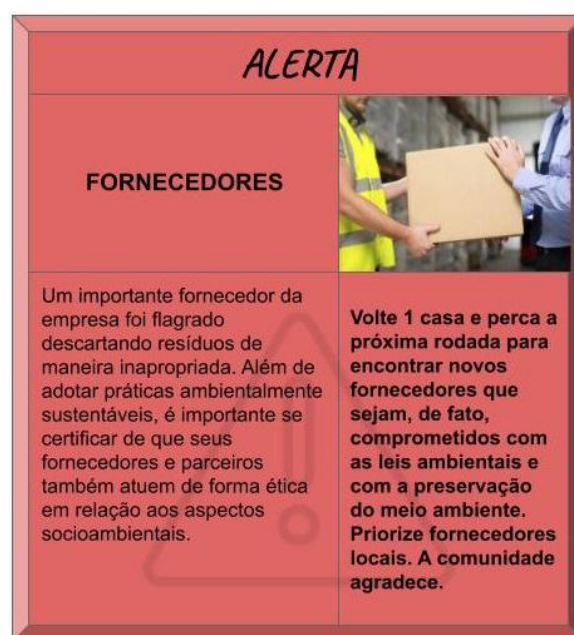 ALERTA
FORNECEDORES
Um importante fornecedor da
empresa foi flagrado
descartando resíduos de
maneira inapropriada. Além de
adotar práticas ambientalmente
sustentáveis, é importante se
certificar de que seus
fornecedores e parceiros
também atuem de forma ética
em relação aos aspectos
socioambientais.
Volte 1 casa e perca a
próxima rodada para
encontrar novos
fornecedores que
sejam, de fato,
comprometidos com
as leis ambientais e
com a preservação
do meio ambiente.
Priorize fornecedores
locais. A comunidade
agradece.